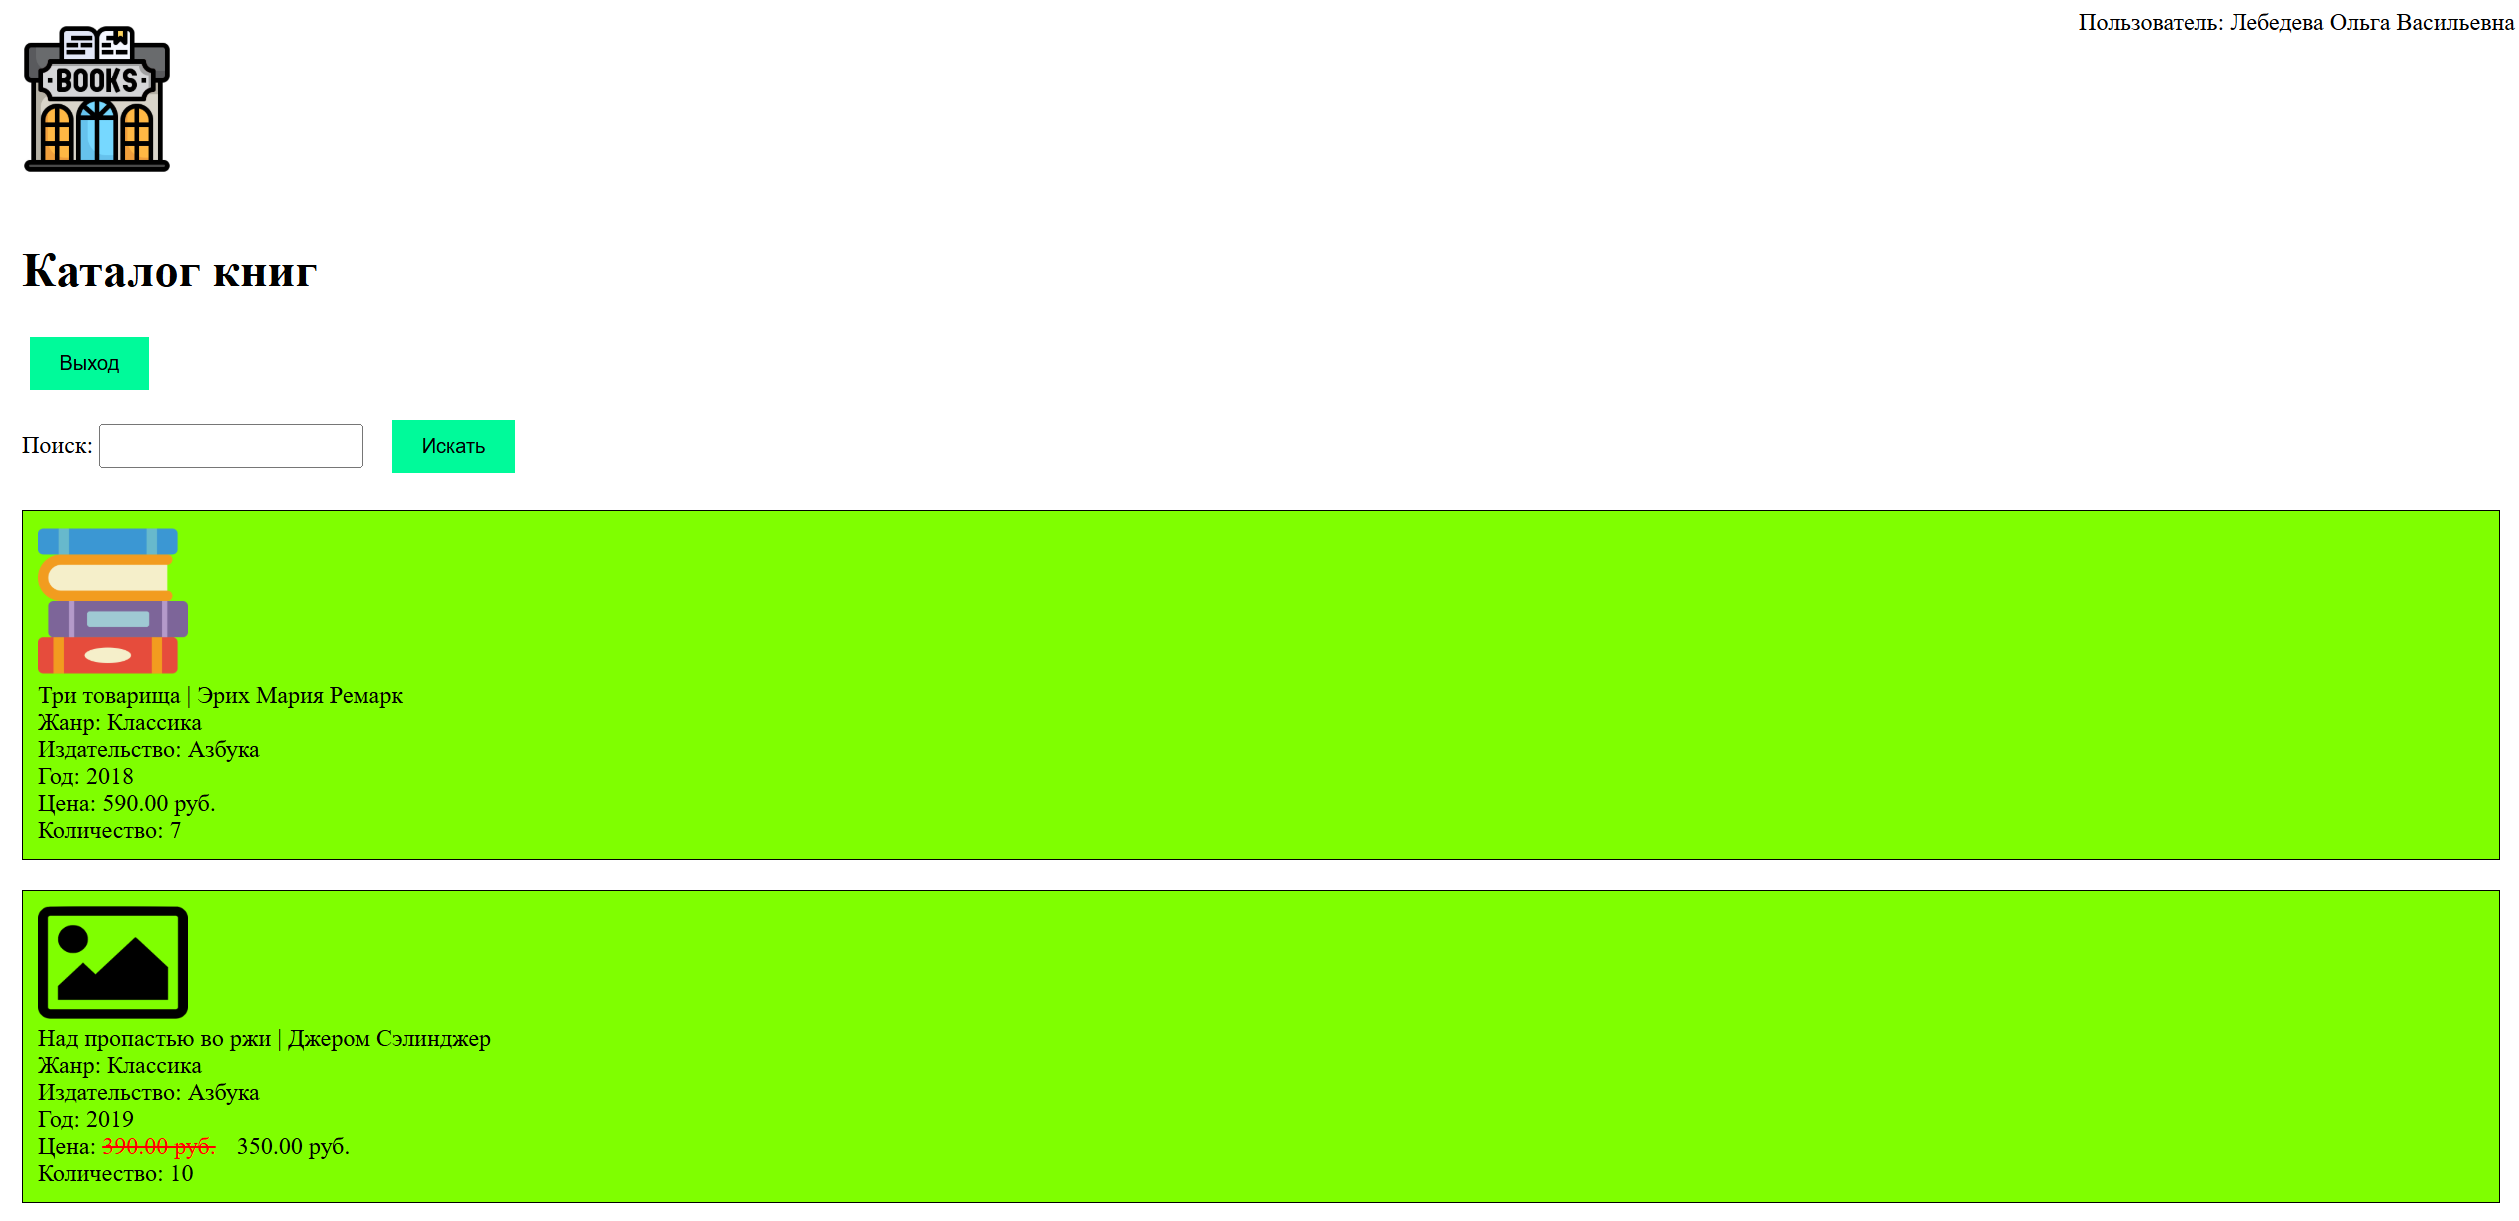 Пользователь: Лебедева Ольга Васильевна
BOOKS
Каталог книг
Выход
Поиск: Искать
Три товарища | Эрих Мария Ремарк
Жанр: Классика
Издательство: Азбука
Год: 2018
Цена: 590.00 руб.
Количество: 7
Над пропастью во ржи | Джером Сэлинджер
Жанр: Классика
Издательство: Азбука
Год: 2019
Цена: 390.00 руб. 350.00 руб.
Количество: 10